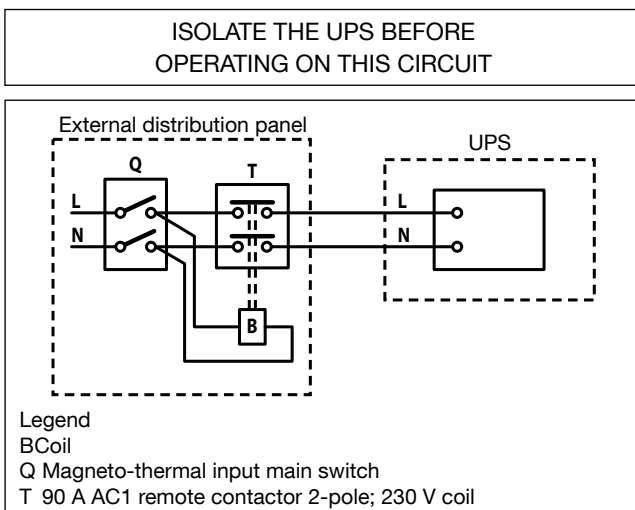 ISOLATE THE UPS BEFORE
OPERATING ON THIS CIRCUIT
External distribution panel
UPS
Q
T
L
L
N
N
B
Legend
BCoil
Q Magneto-thermal input main switch
T 90 A AC1 remote contactor 2-pole; 230 V coil